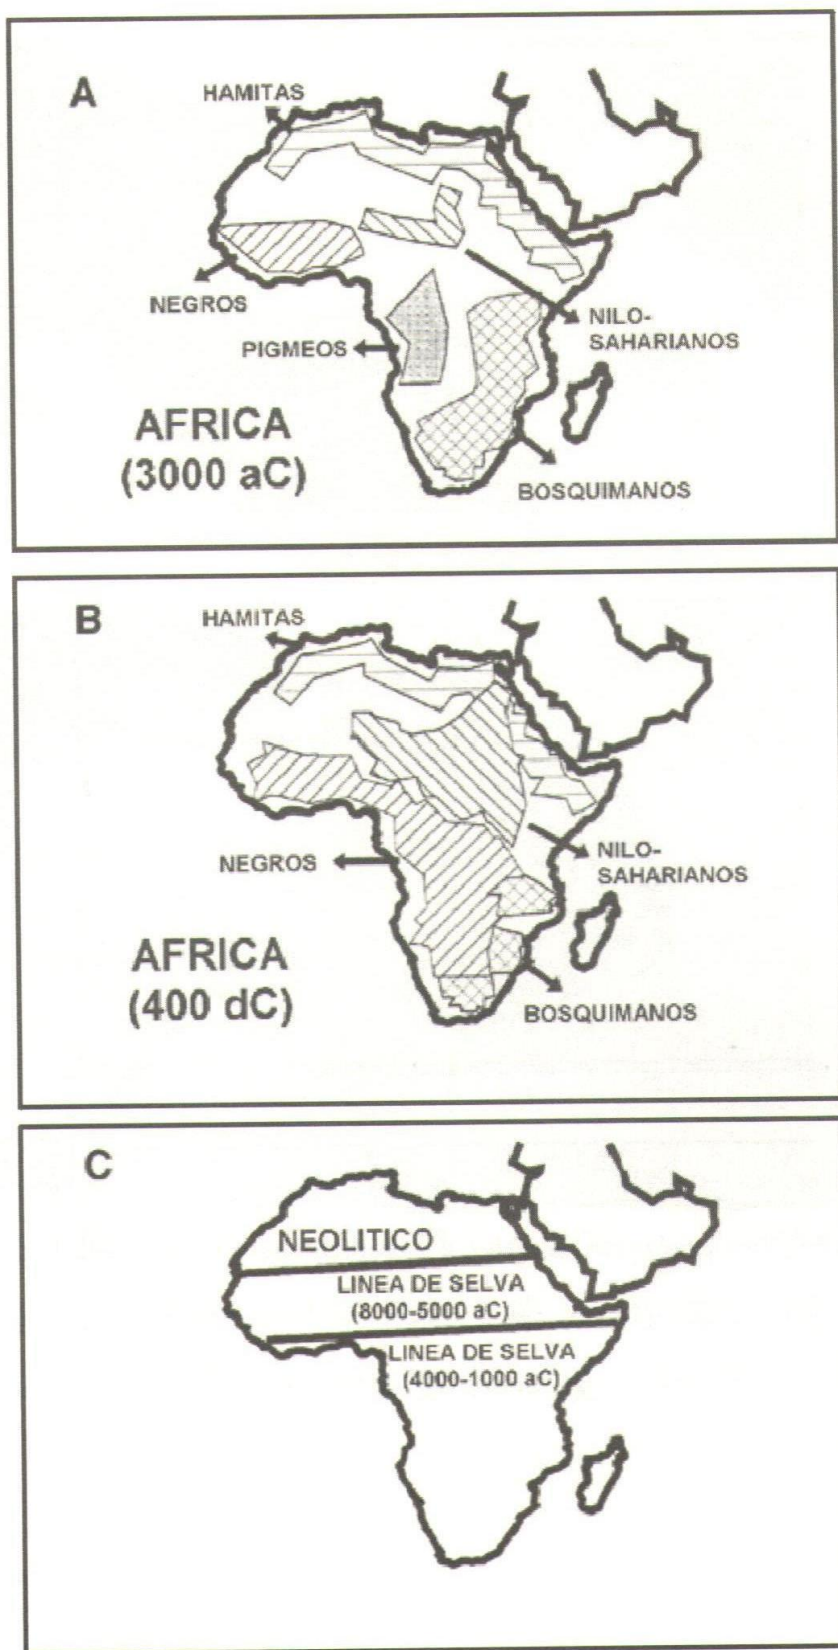 A
HAMITAS
NEGROS
NILO-
SAHARIANOS
PIGMEOS
AFRICA
(3000 aC)
BOSQUIMANOS
B
HAMITAS
NEGROS
NILO-
SAHARIANOS
AFRICA
(400 dC)
BOSQUIMANOS
C
NEOLITICO
LINEA DE SELVA
(8000-5000 aC)
LINEA DE SELVA
(4000-1000 aC)